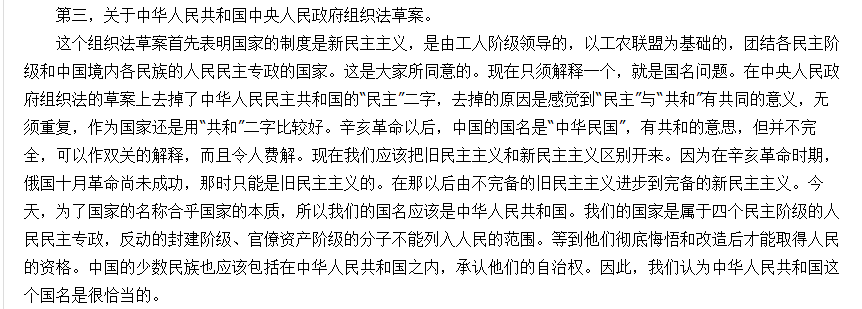 第三，关于中华人民共和国中央人民政府组织法草案。
这个组织法草案首先表明国家的制度是新民主主义，是由工人阶级领导的，以工农联盟为基础的，团结各民主阶
级和中国境内各民族的人民民主专政的国家。这是大家所同意的。现在只须解释一个，就是国名问题。在中央人民政
府组织法的草案上去掉了中华人民民主共和国的“民主”二字，去掉的原因是感觉到“民主”与“共和”有共同的意义，无
须重复，作为国家还是用“共和”二字比较好。辛亥革命以后，中国的国名是“中华民国”，有共和的意思，但并不完
全，可以作双关的解释，而且令人费解。现在我们应该把旧民主主义和新民主主义区别开来。因为在辛亥革命时期，
俄国十月革命尚未成功，那时只能是旧民主主义的。在那以后由不完备的旧民主主义进步到完备的新民主主义。今
天，为了国家的名称合乎国家的本质，所以我们的国名应该是中华人民共和国。我们的国家是属于四个民主阶级的人
民民主专政，反动的封建阶级、官僚资产阶级的分子不能列入人民的范围。等到他们彻底悔悟和改造后才能取得人民
的资格。中国的少数民族也应该包括在中华人民共和国之内，承认他们的自治权。因此，我们认为中华人民共和国这
个国名是很恰当的。